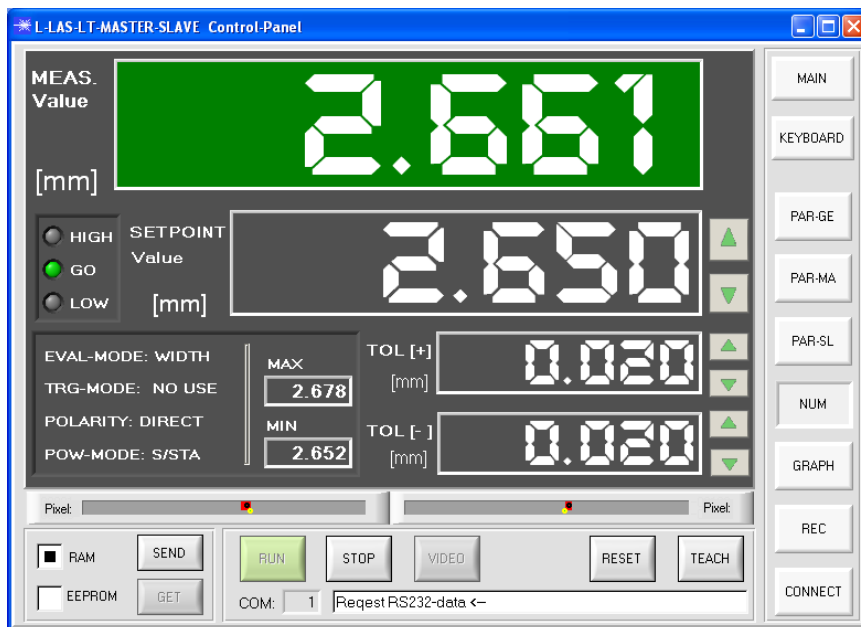 L-LAS-LT-MASTER-SLAVE Control-Panel
MEAS.
Value
[mm]
2.661
HIGH
GO
LOW
SETPOINT
Value
[mm]
2.650
EVAL-MODE: WIDTH
TRG-MODE: NO USE
POLARITY: DIRECT
POW-MODE: S/STA
MAX
2.678
MIN
2.652
TOL [+]
[mm]
0.020
TOL [-]
[mm]
0.020
Pixel:
Pixel:
RAM
SEND
EEPROM
GET
RUN
STOP
VIDEO
RESET
TEACH
COM: 1
Reqest RS232-data <--
MAIN
KEYBOARD
PAR-GE
PAR-MA
PAR-SL
NUM
GRAPH
REC
CONNECT